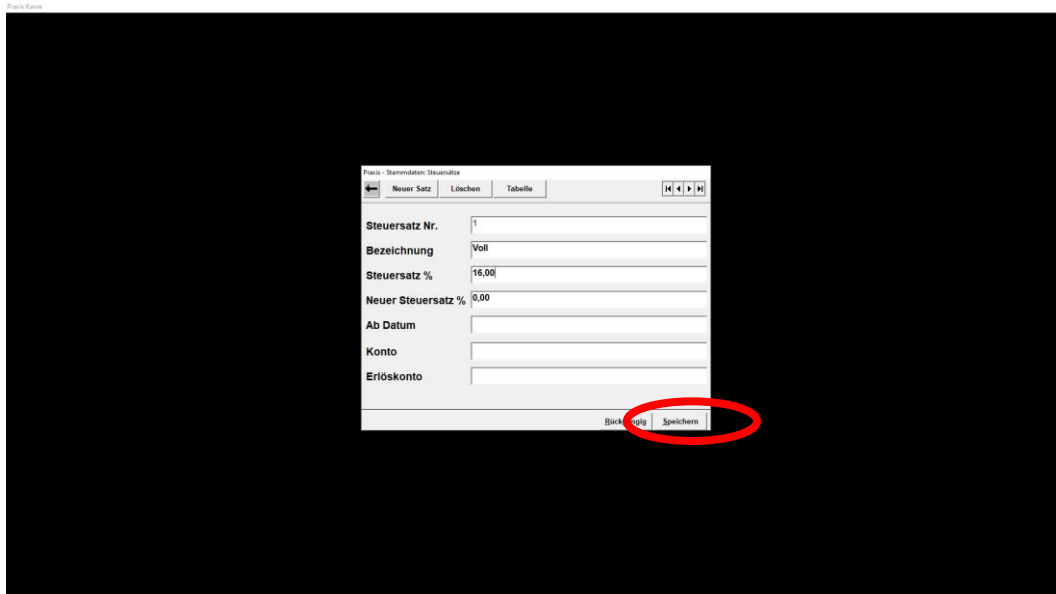 Praxis Kasse
Praxis - Stammdaten: Steuersätze
Neuer Satz Löschen Tabelle
Steuersatz Nr. 1
Bezeichnung Voll
Steuersatz % 16,00
Neuer Steuersatz % 0,00
Ab Datum
Konto
Erlöskonto
Speichern